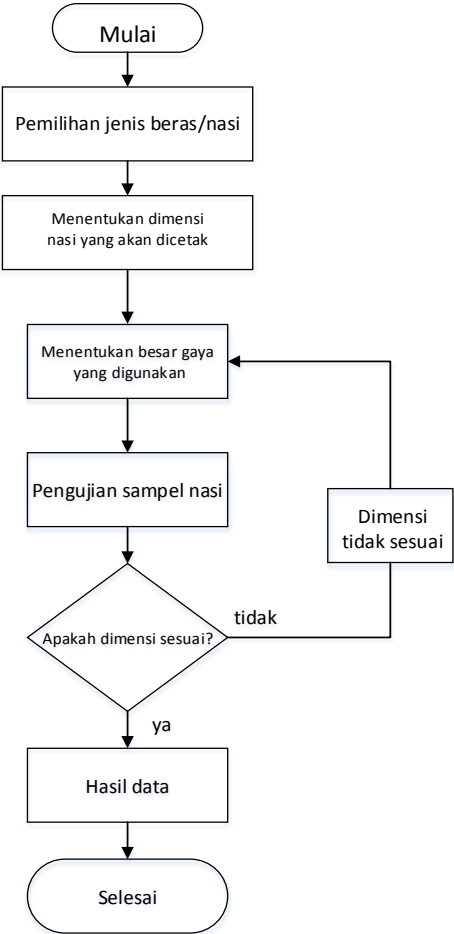 Mulai
Pemilihan jenis beras/nasi
Menentukan dimensi
nasi yang akan dicetak
Menentukan besar gaya
yang digunakan
Pengujian sampel nasi
Dimensi
tidak sesuai
Apakah dimensi sesuai?
tidak
ya
Hasil data
Selesai